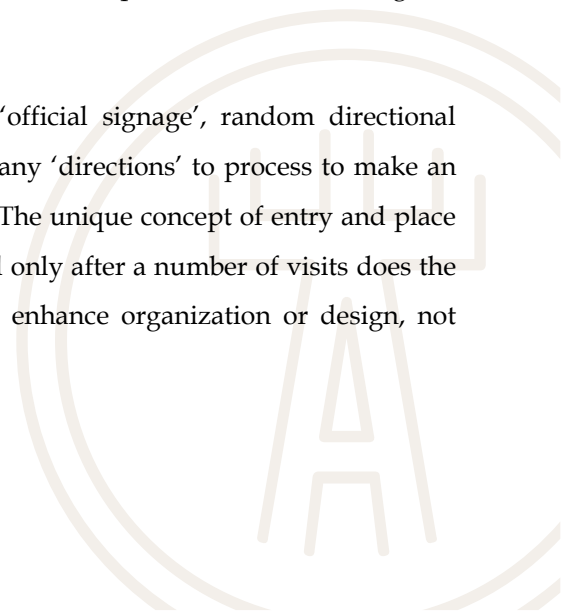 ‘official signage’, random directional
any ‘directions’ to process to make an
The unique concept of entry and place
only after a number of visits does the
enhance organization or design, not